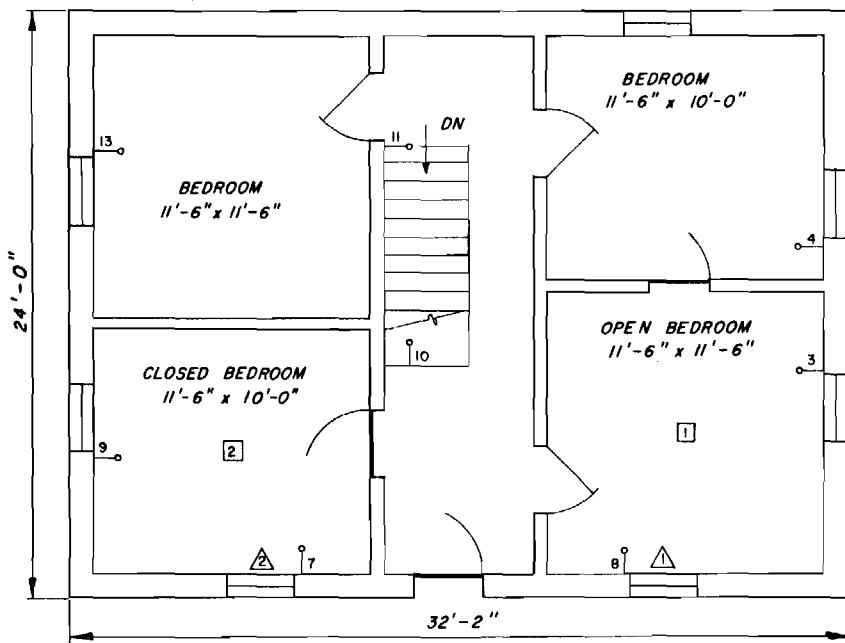 BEDROOM
11'-6" x 10'-0"
DN
11
13
BEDROOM
11'-6" x 11'-6"
4
24'-0"
OPEN BEDROOM
11'-6" x 11'-6"
10
3
CLOSED BEDROOM
11'-6" x 10'-0"
1
9
2
2
7
8
1
32'-2"